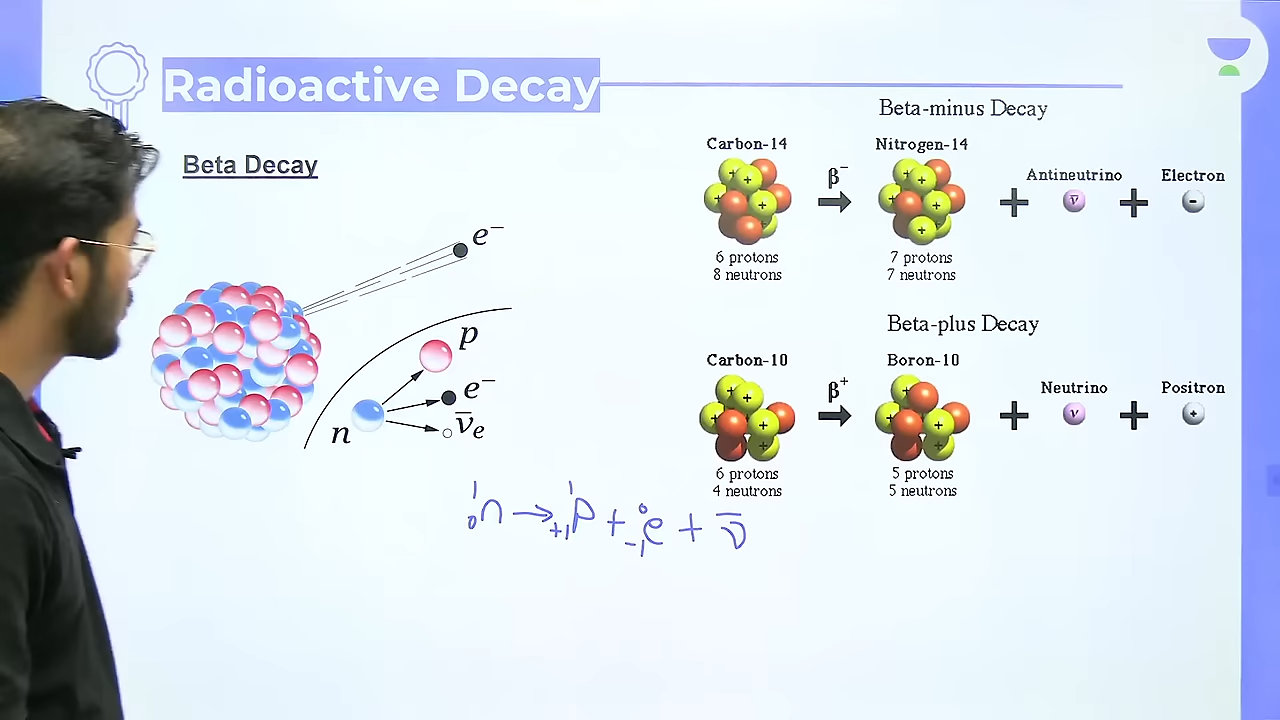 Radioactive Decay
Beta Decay
e⁻
p
e⁻
n
ν̅ₑ
Beta-minus Decay
Carbon-14
β⁻
Nitrogen-14
+
Antineutrino
ν̅
+
Electron
-
6 protons
8 neutrons
7 protons
7 neutrons
Beta-plus Decay
Carbon-10
β⁺
Boron-10
+
Neutrino
ν
+
Positron
+
6 protons
4 neutrons
5 protons
5 neutrons
¹₀n → ¹₊₁p + ⁰₋₁e + ν̅